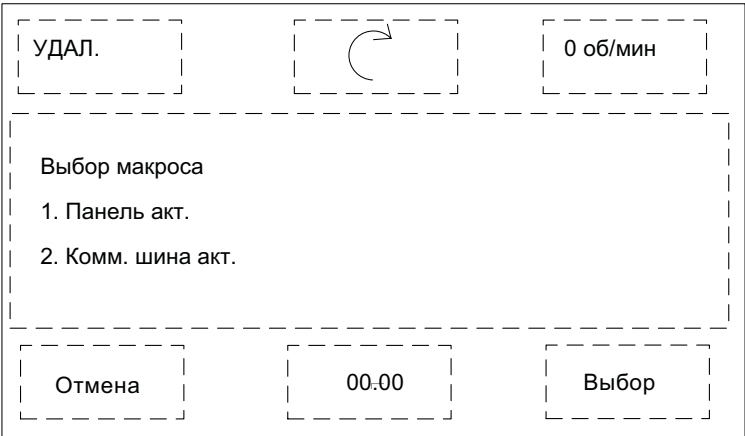 УДАЛ.
0 об/мин
Выбор макроса
1. Панель акт.
2. Комм. шина акт.
Отмена
00:00
Выбор